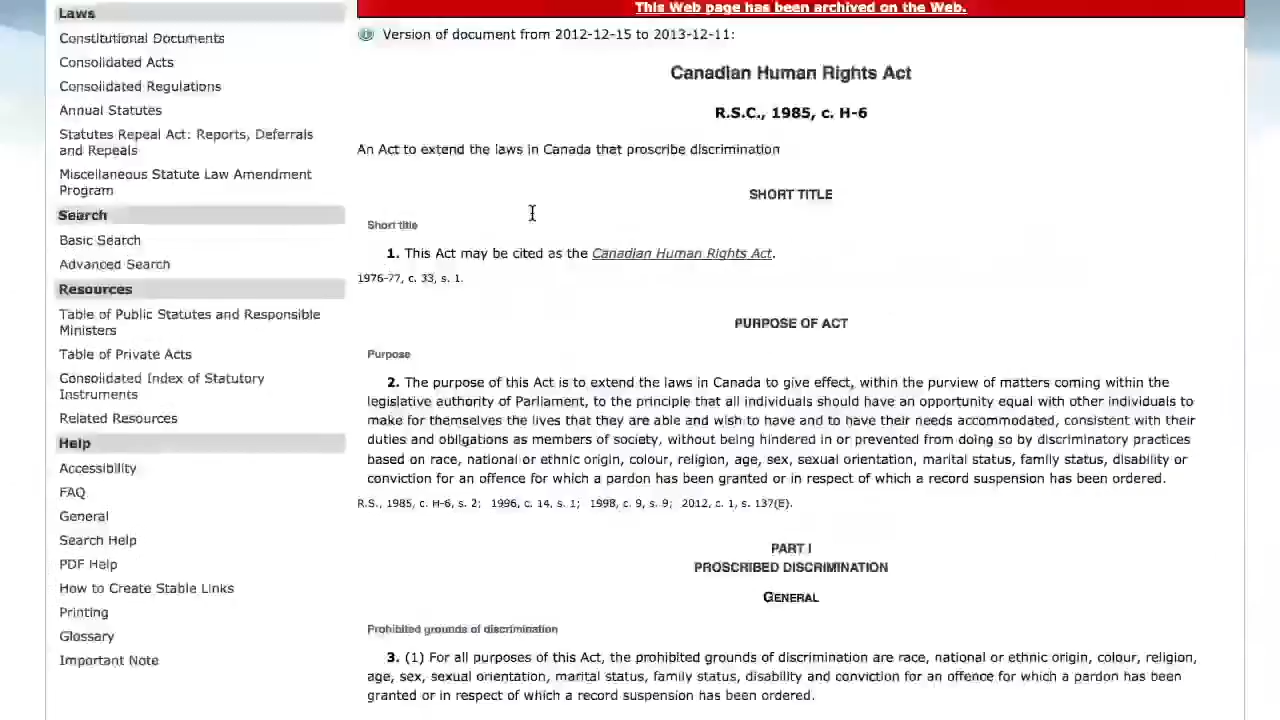 Laws
Constitutional Documents
Consolidated Acts
Consolidated Regulations
Annual Statutes
Statutes Repeal Act: Reports, Deferrals
and Repeals
Miscellaneous Statute Law Amendment
Program
Search
Basic Search
Advanced Search
Resources
Table of Public Statutes and Responsible
Ministers
Table of Private Acts
Consolidated Index of Statutory
Instruments
Related Resources
Help
Accessibility
FAQ
General
Search Help
PDF Help
How to Create Stable Links
Printing
Glossary
Important Note
This Web page has been archived on the Web.
Version of document from 2012-12-15 to 2013-12-11:
Canadian Human Rights Act
R.S.C., 1985, c. H-6
An Act to extend the laws in Canada that proscribe discrimination
SHORT TITLE
Short title
1. This Act may be cited as the Canadian Human Rights Act.
1976-77, c. 33, s. 1.
PURPOSE OF ACT
Purpose
2. The purpose of this Act is to extend the laws in Canada to give effect, within the purview of matters coming within the
legislative authority of Parliament, to the principle that all individuals should have an opportunity equal with other individuals to
make for themselves the lives that they are able and wish to have and to have their needs accommodated, consistent with their
duties and obligations as members of society, without being hindered in or prevented from doing so by discriminatory practices
based on race, national or ethnic origin, colour, religion, age, sex, sexual orientation, marital status, family status, disability or
conviction for an offence for which a pardon has been granted or in respect of which a record suspension has been ordered.
R.S., 1985, c. H-6, s. 2; 1996, c. 14, s. 1; 1998, c. 9, s. 9; 2012, c. 1, s. 137(E).
PART I
PROSCRIBED DISCRIMINATION
GENERAL
Prohibited grounds of discrimination
3. (1) For all purposes of this Act, the prohibited grounds of discrimination are race, national or ethnic origin, colour, religion,
age, sex, sexual orientation, marital status, family status, disability and conviction for an offence for which a pardon has been
granted or in respect of which a record suspension has been ordered.